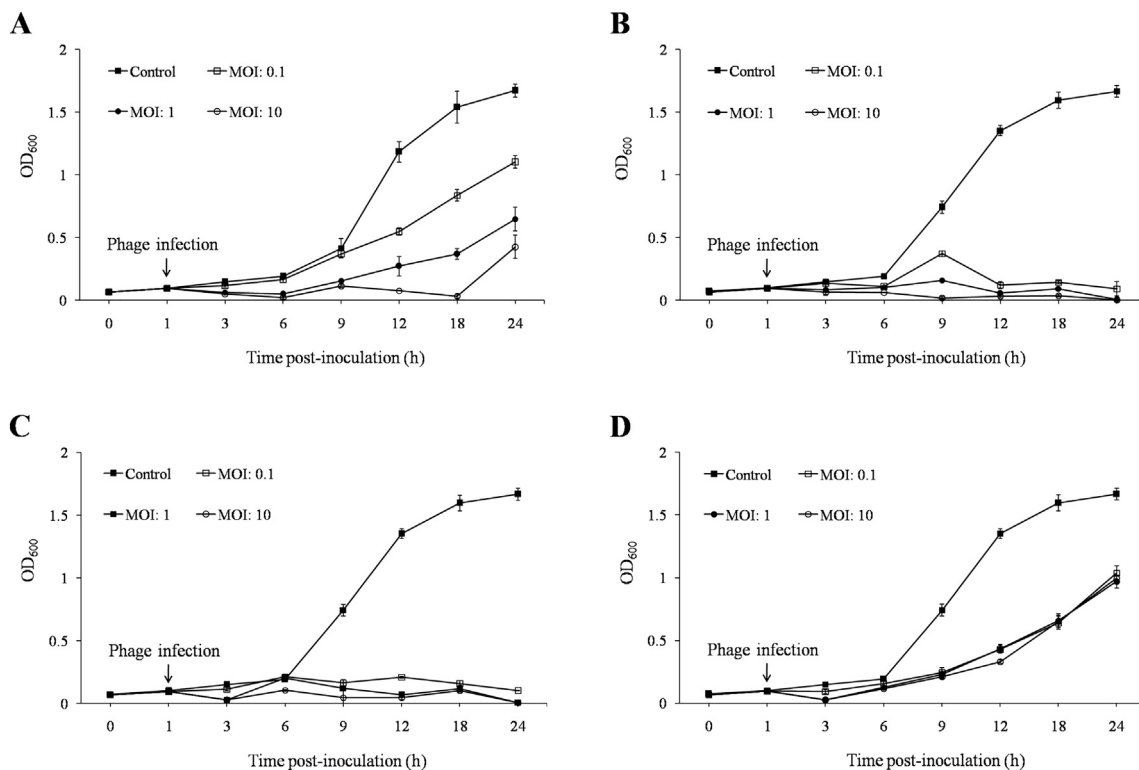 A
2
Control MOI: 0.1
MOI: 1 MOI: 10
1.5
OD600
1
0.5
Phage infection
0
0 1 3 6 9 12 18 24
Time post-inoculation (h)
B
2
Control MOI: 0.1
MOI: 1 MOI: 10
1.5
OD600
1
0.5
Phage infection
0
0 1 3 6 9 12 18 24
Time post-inoculation (h)
C
2
Control MOI: 0.1
MOI: 1 MOI: 10
1.5
OD600
1
0.5
Phage infection
0
0 1 3 6 9 12 18 24
Time post-inoculation (h)
D
2
Control MOI: 0.1
MOI: 1 MOI: 10
1.5
OD600
1
0.5
Phage infection
0
0 1 3 6 9 12 18 24
Time post-inoculation (h)